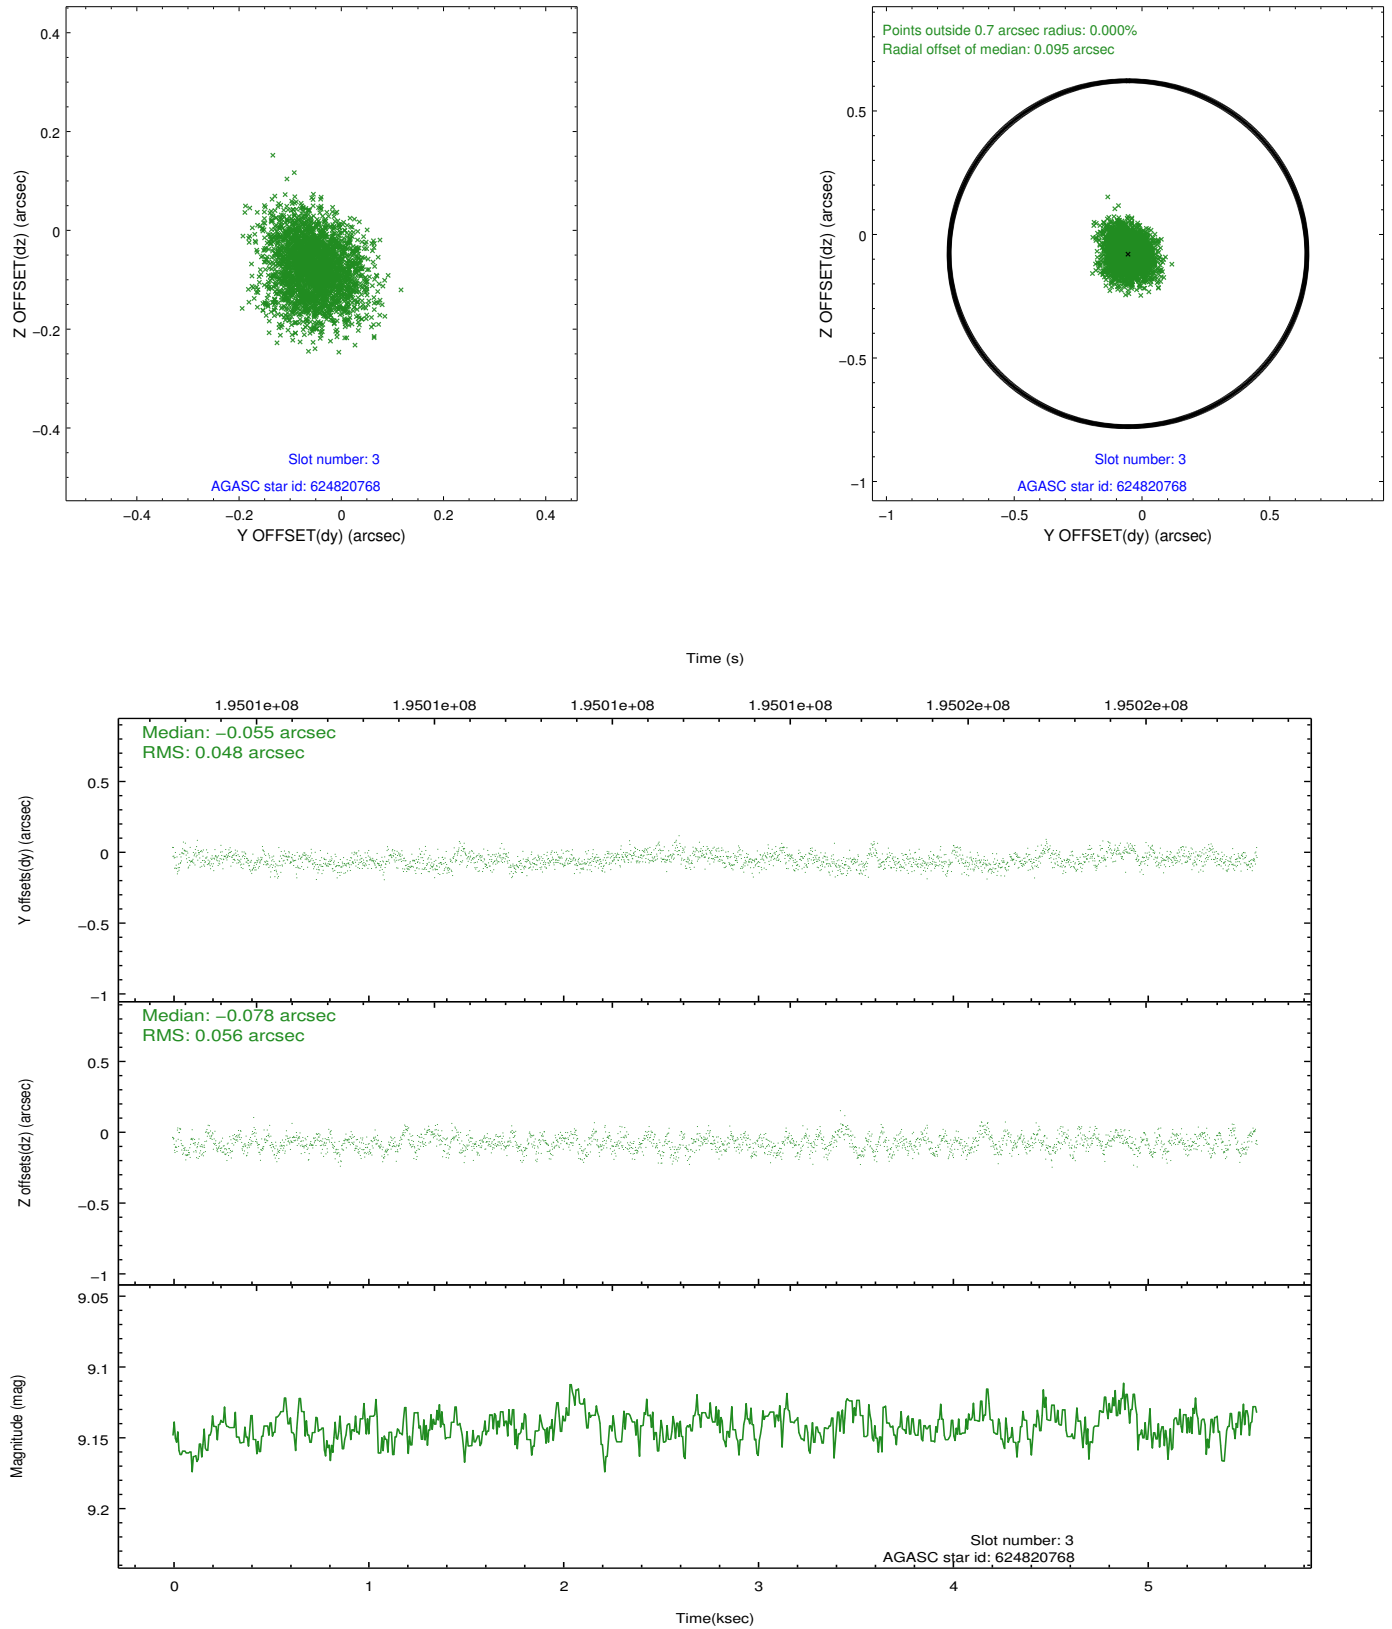 0.4
0.2
0
−0.2
−0.4
Z OFFSET(dz) (arcsec)
Slot number: 3
AGASC star id: 624820768
−0.4 −0.2 0 0.2 0.4
Y OFFSET(dy) (arcsec)
Points outside 0.7 arcsec radius: 0.000%
Radial offset of median: 0.095 arcsec
0.5
0
−0.5
−1
Z OFFSET(dz) (arcsec)
Slot number: 3
AGASC star id: 624820768
−1 −0.5 0 0.5
Y OFFSET(dy) (arcsec)
Time (s)
1.9501e+08 1.9501e+08 1.9501e+08 1.9501e+08 1.9502e+08 1.9502e+08
Median: −0.055 arcsec
RMS: 0.048 arcsec
0.5
0
−0.5
−1
Y offsets(dy) (arcsec)
Median: −0.078 arcsec
RMS: 0.056 arcsec
0.5
0
−0.5
−1
Z offsets(dz) (arcsec)
9.05
9.1
9.15
9.2
Magnitude (mag)
Slot number: 3
AGASC star id: 624820768
0 1 2 3 4 5
Time(ksec)